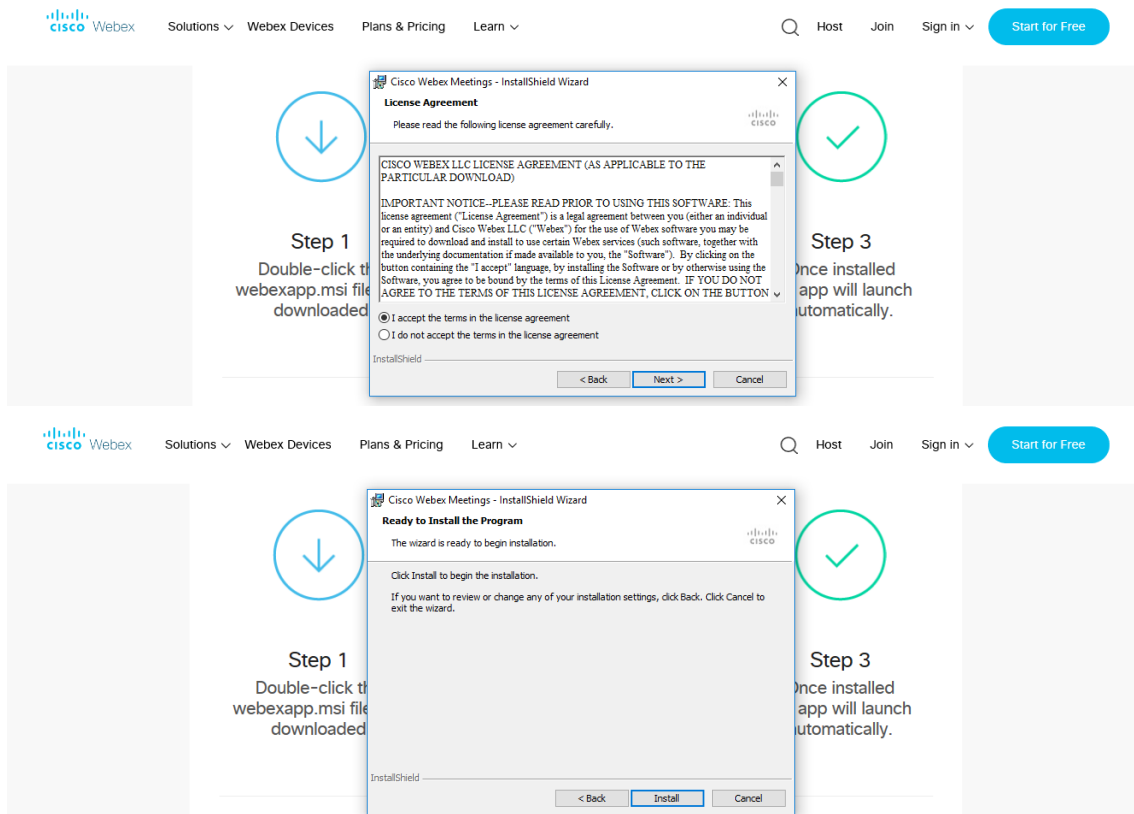 CISCO Webex Solutions Webex Devices Plans & Pricing Learn Host Join Sign in Start for Free
Cisco Webex Meetings - InstallShield Wizard
License Agreement
Please read the following license agreement carefully.
CISCO
CISCO WEBEX LLC LICENSE AGREEMENT (AS APPLICABLE TO THE
PARTICULAR DOWNLOAD)
IMPORTANT NOTICE--PLEASE READ PRIOR TO USING THIS SOFTWARE: This
license agreement ("License Agreement") is a legal agreement between you (either an individual
or an entity) and Cisco Webex LLC ("Webex") for the use of Webex software you may be
required to download and install to use certain Webex services (such software, together with
the underlying documentation if made available to you, the "Software"). By clicking on the
button containing the "I accept" language, by installing the Software or by otherwise using the
Software, you agree to be bound by the terms of this License Agreement. IF YOU DO NOT
AGREE TO THE TERMS OF THIS LICENSE AGREEMENT, CLICK ON THE BUTTON
I accept the terms in the license agreement
I do not accept the terms in the license agreement
InstallShield
< Back Next > Cancel
Step 1
Double-click th
webexapp.msi file
downloaded
Step 3
Once installed
app will launch
automatically.
CISCO Webex Solutions Webex Devices Plans & Pricing Learn Host Join Sign in Start for Free
Cisco Webex Meetings - InstallShield Wizard
Ready to Install the Program
The wizard is ready to begin installation.
CISCO
Click Install to begin the installation.
If you want to review or change any of your installation settings, click Back. Click Cancel to
exit the wizard.
InstallShield
< Back Install Cancel
Step 1
Double-click th
webexapp.msi file
downloaded
Step 3
Once installed
app will launch
automatically.